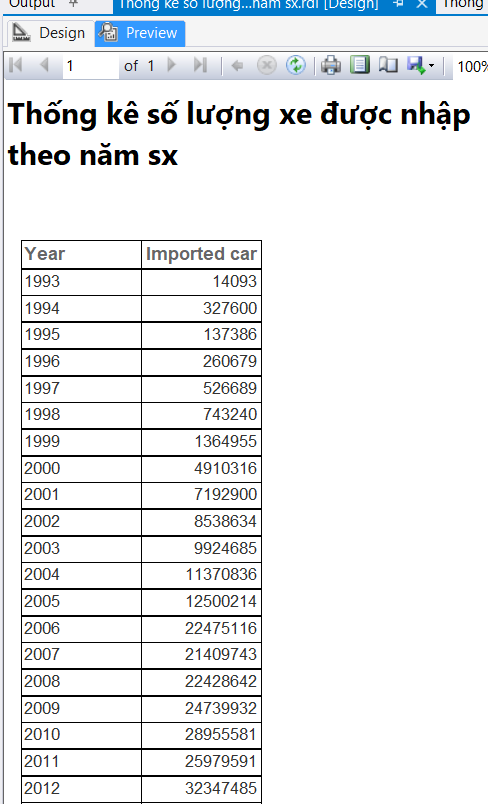 Output
Thống kê số lượng...năm sx.rdl [Design]
Thống
Design
Preview
1
of 1
100%
Thống kê số lượng xe được nhập
theo năm sx
Year Imported car
1993 14093
1994 327600
1995 137386
1996 260679
1997 526689
1998 743240
1999 1364955
2000 4910316
2001 7192900
2002 8538634
2003 9924685
2004 11370836
2005 12500214
2006 22475116
2007 21409743
2008 22428642
2009 24739932
2010 28955581
2011 25979591
2012 32347485